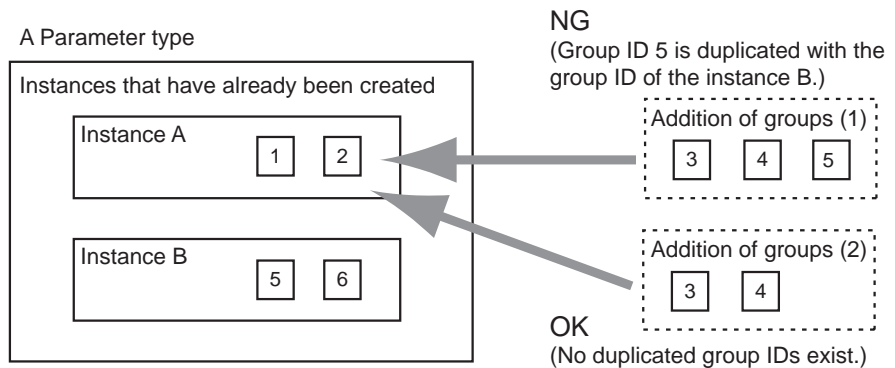 A Parameter type
Instances that have already been created
Instance A
1 2
Instance B
5 6
NG
(Group ID 5 is duplicated with the
group ID of the instance B.)
Addition of groups (1)
3 4 5
Addition of groups (2)
3 4
OK
(No duplicated group IDs exist.)